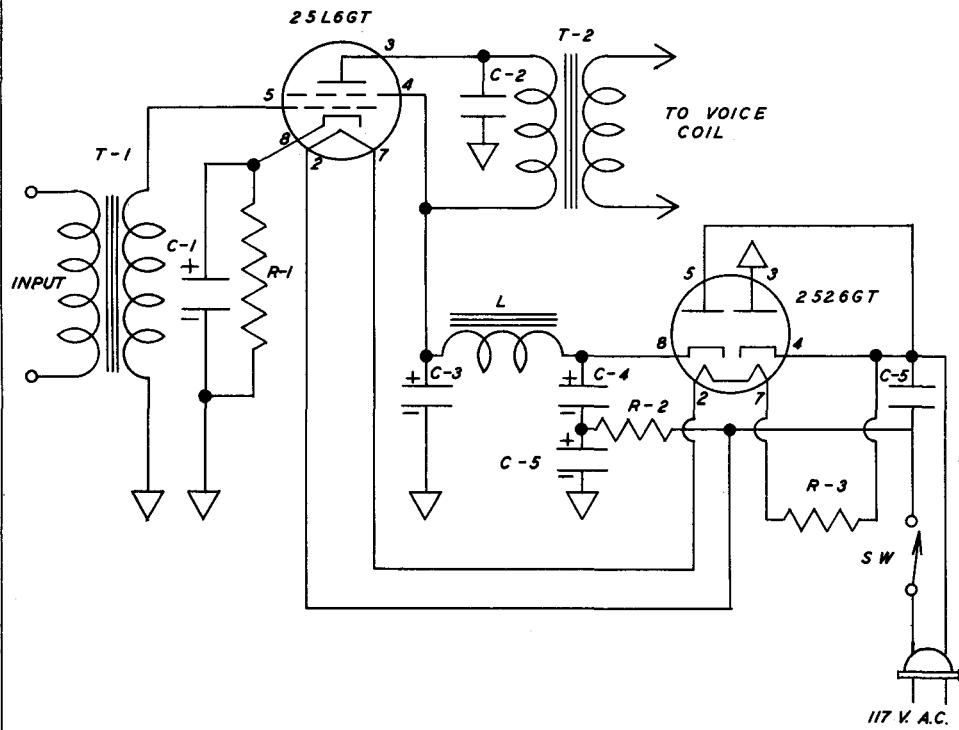 25L6GT
3
T-2
C-2
4
5
TO VOICE
COIL
8
2
7
T-1
C-1
+
R-1
INPUT
−
5
3
2526GT
L
8
4
+
C-3
−
+
C-4
−
C-5
R-2
2
7
+
C-5
−
R-3
SW
117 V. A.C.